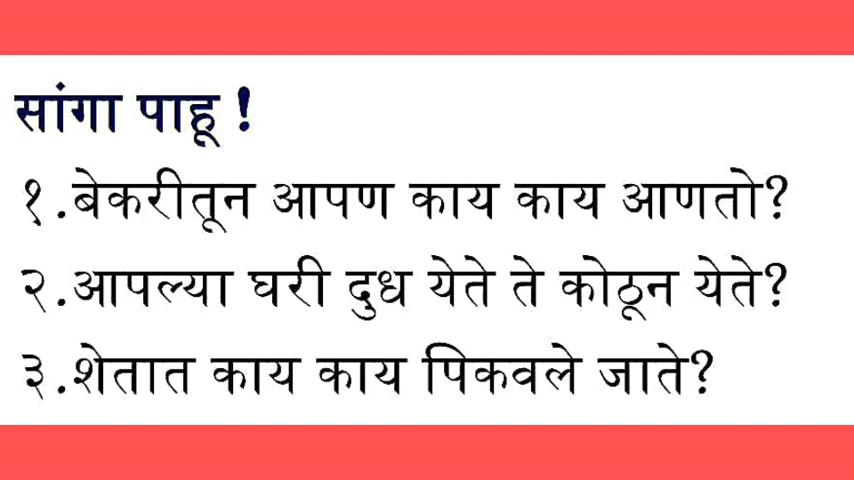 सांगा पाहू !
१.बेकरीतून आपण काय काय आणतो?
२.आपल्या घरी दुध येते ते कोठून येते?
३.शेतात काय काय पिकवले जाते?